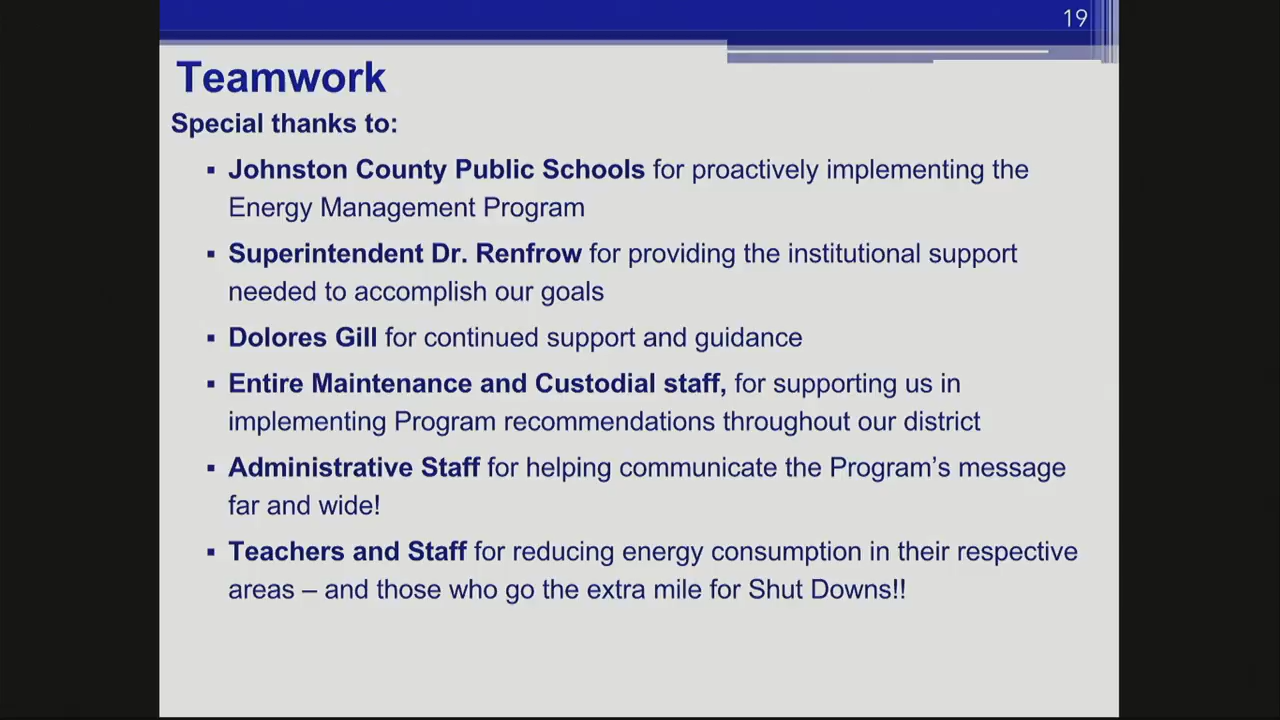 19
Teamwork
Special thanks to:
▪ Johnston County Public Schools for proactively implementing the
Energy Management Program
▪ Superintendent Dr. Renfrow for providing the institutional support
needed to accomplish our goals
▪ Dolores Gill for continued support and guidance
▪ Entire Maintenance and Custodial staff, for supporting us in
implementing Program recommendations throughout our district
▪ Administrative Staff for helping communicate the Program’s message
far and wide!
▪ Teachers and Staff for reducing energy consumption in their respective
areas – and those who go the extra mile for Shut Downs!!